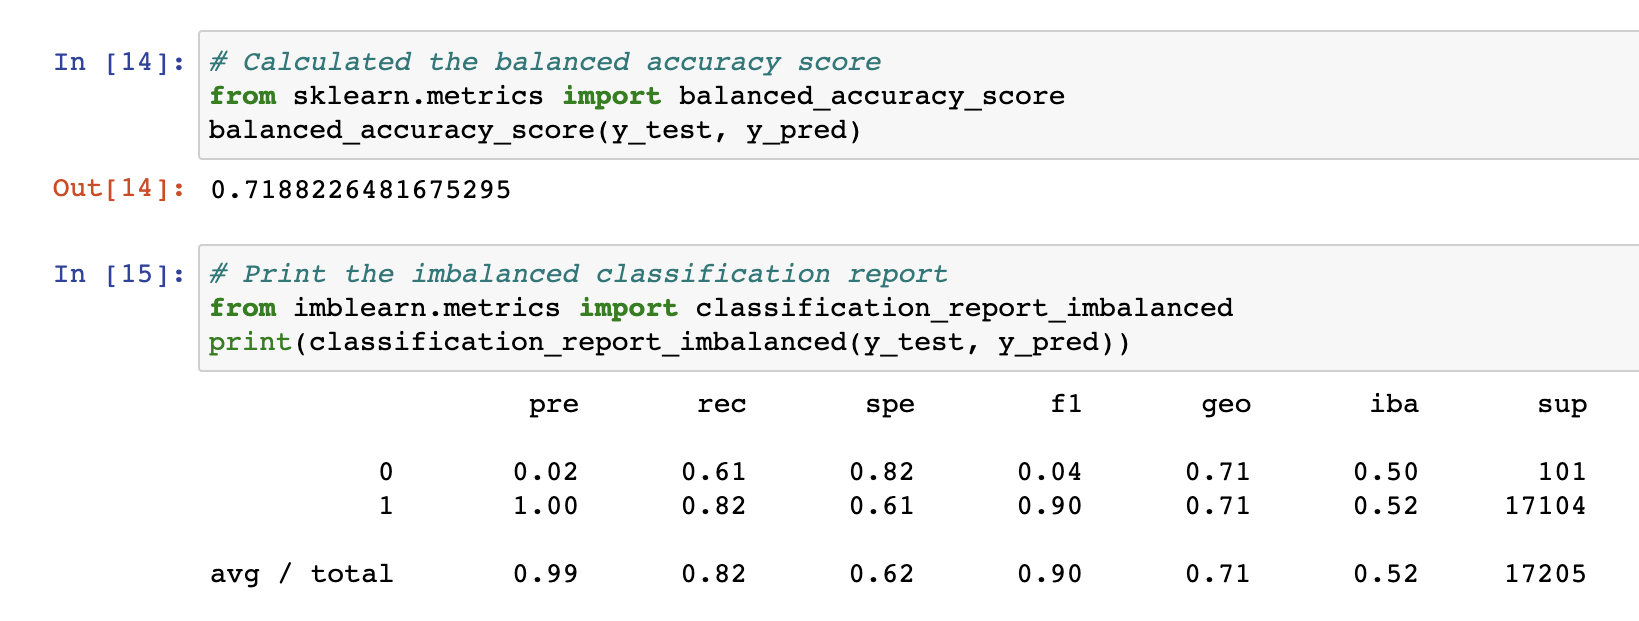 In [14]: # Calculated the balanced accuracy score
from sklearn.metrics import balanced_accuracy_score
balanced_accuracy_score(y_test, y_pred)
Out[14]: 0.7188226481675295
In [15]: # Print the imbalanced classification report
from imblearn.metrics import classification_report_imbalanced
print(classification_report_imbalanced(y_test, y_pred))
pre rec spe f1 geo iba sup
0 0.02 0.61 0.82 0.04 0.71 0.50 101
1 1.00 0.82 0.61 0.90 0.71 0.52 17104
avg / total 0.99 0.82 0.62 0.90 0.71 0.52 17205